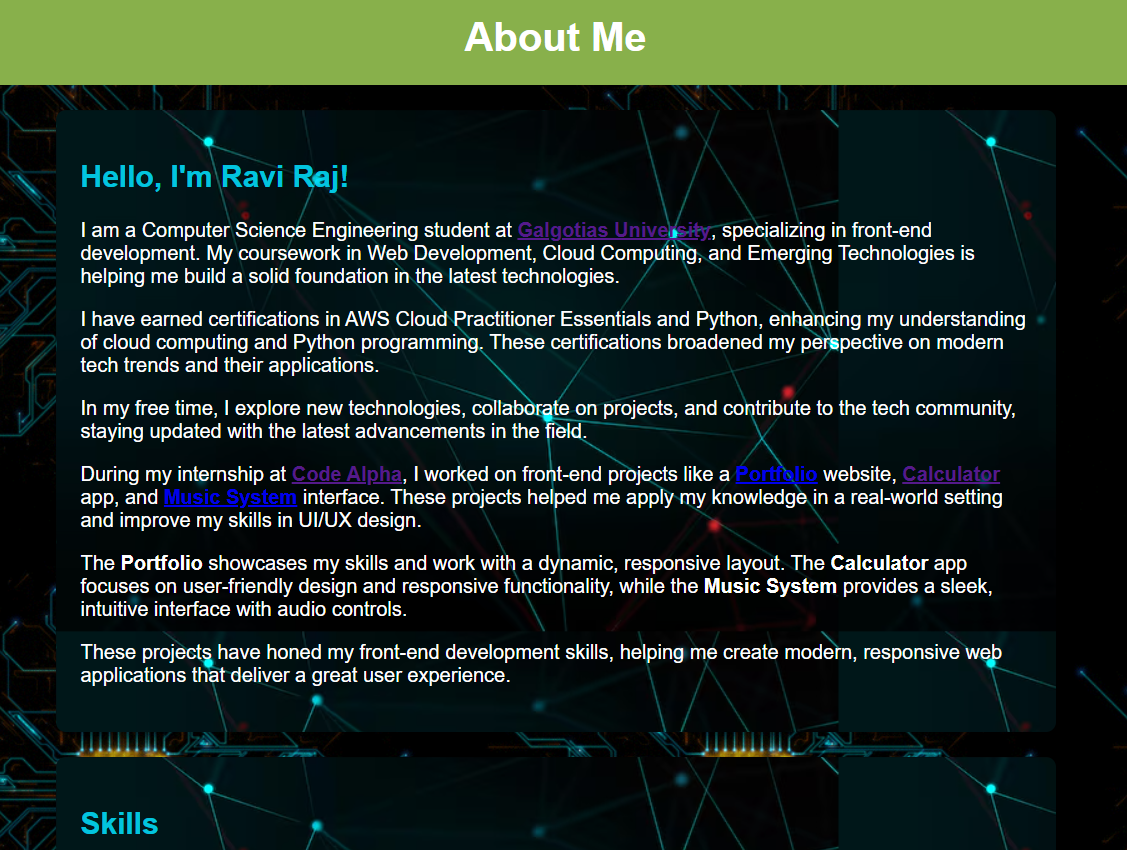 About Me
Hello, I'm Ravi Raj!
I am a Computer Science Engineering student at Galgotias University, specializing in front-end
development. My coursework in Web Development, Cloud Computing, and Emerging Technologies is
helping me build a solid foundation in the latest technologies.
I have earned certifications in AWS Cloud Practitioner Essentials and Python, enhancing my understanding
of cloud computing and Python programming. These certifications broadened my perspective on modern
tech trends and their applications.
In my free time, I explore new technologies, collaborate on projects, and contribute to the tech community,
staying updated with the latest advancements in the field.
During my internship at Code Alpha, I worked on front-end projects like a Portfolio website, Calculator
app, and Music System interface. These projects helped me apply my knowledge in a real-world setting
and improve my skills in UI/UX design.
The Portfolio showcases my skills and work with a dynamic, responsive layout. The Calculator app
focuses on user-friendly design and responsive functionality, while the Music System provides a sleek,
intuitive interface with audio controls.
These projects have honed my front-end development skills, helping me create modern, responsive web
applications that deliver a great user experience.
Skills